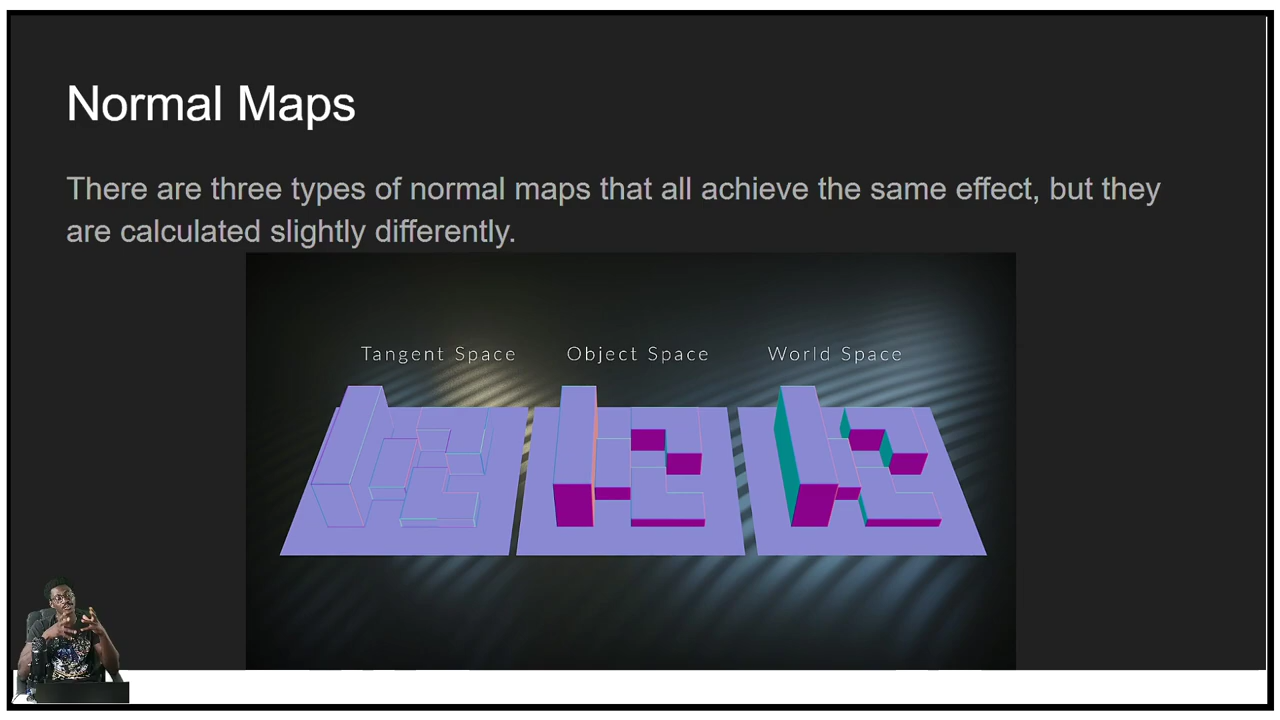 Normal Maps
There are three types of normal maps that all achieve the same effect, but they
are calculated slightly differently.
Tangent Space
Object Space
World Space